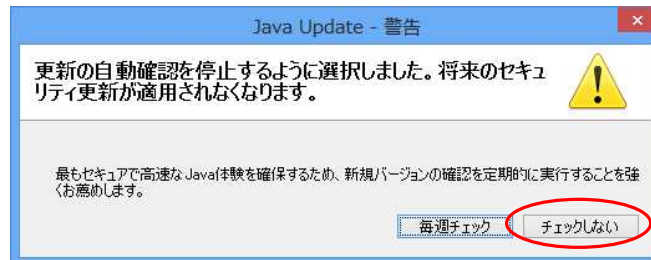 Java Update - 警告
更新の自動確認を停止するように選択しました。将来のセキュ
リティ更新が適用されなくなります。
最もセキュアで高速な Java体験を確保するため、新規バージョンの確認を定期的に実行することを強
くお薦めします。
毎週チェック チェックしない